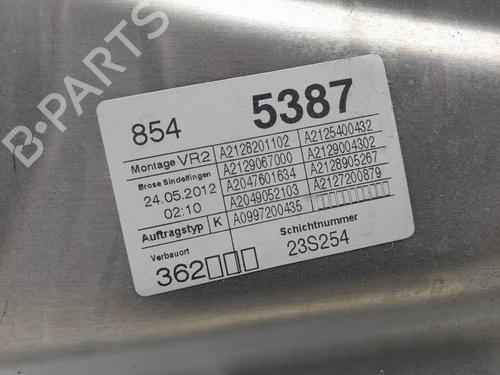 B-PARTS
854 5387
Montage VR2 A2128201102 A2125400432
Brose Sindelfingen A2129067000 A2129004302
24.05.2012 A2047601634 A2128905267
02:10 A2049052103 A2127200879
Auftragstyp K A0997200435
Verbauort Schichtnummer
362 23S254